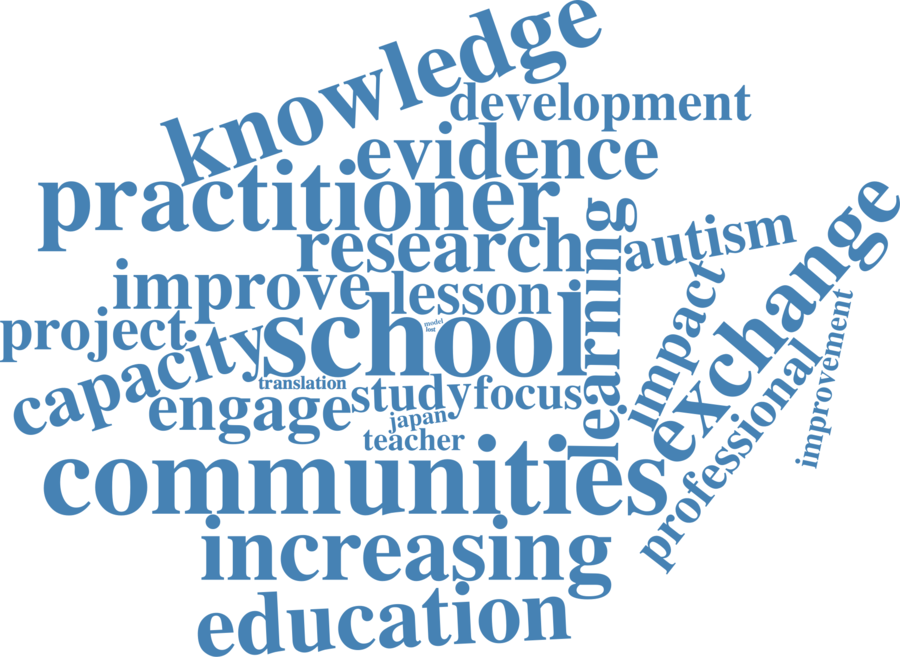 knowledge
development
evidence
practitioner
research
learning
autism
exchange
improve
lesson
impact
project
school
model
lost
capacity
improvement
translation
study
focus
professional
engage
japan
teacher
communities
increasing
education